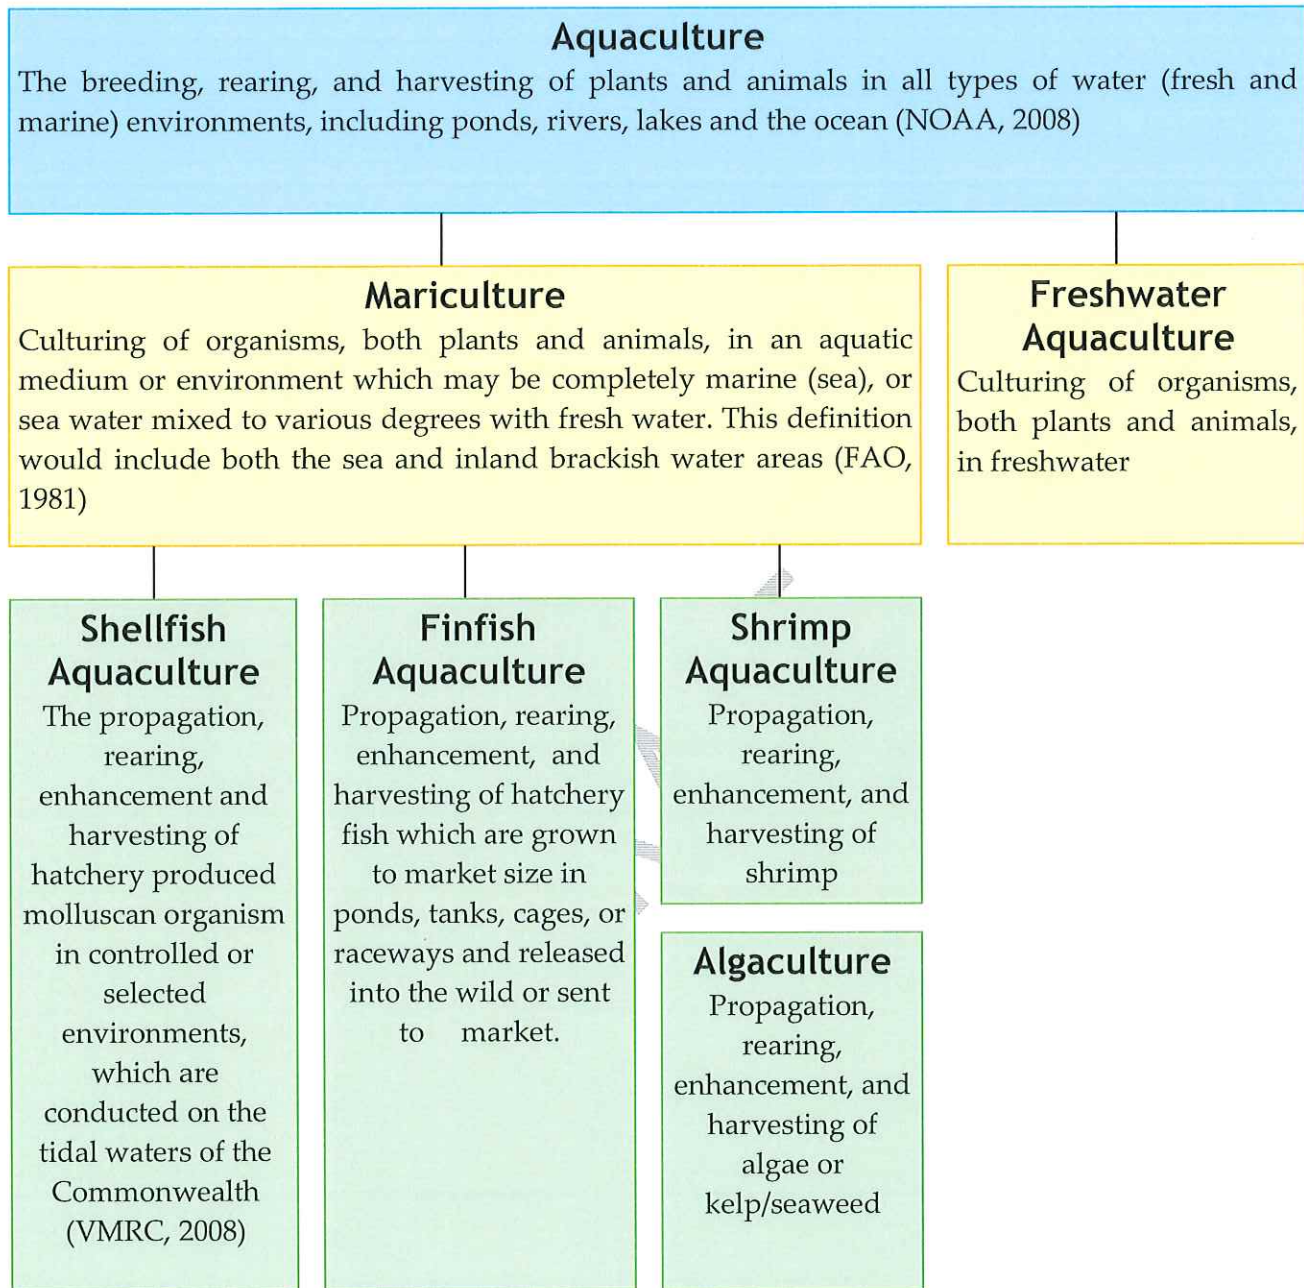 Aquaculture
The breeding, rearing, and harvesting of plants and animals in all types of water (fresh and
marine) environments, including ponds, rivers, lakes and the ocean (NOAA, 2008)
Mariculture
Culturing of organisms, both plants and animals, in an aquatic
medium or environment which may be completely marine (sea), or
sea water mixed to various degrees with fresh water. This definition
would include both the sea and inland brackish water areas (FAO,
1981)
Freshwater
Aquaculture
Culturing of organisms,
both plants and animals,
in freshwater
Shellfish
Aquaculture
The propagation,
rearing,
enhancement and
harvesting of
hatchery produced
molluscan organism
in controlled or
selected
environments,
which are
conducted on the
tidal waters of the
Commonwealth
(VMRC, 2008)
Finfish
Aquaculture
Propagation, rearing,
enhancement, and
harvesting of hatchery
fish which are grown
to market size in
ponds, tanks, cages, or
raceways and released
into the wild or sent
to market.
Shrimp
Aquaculture
Propagation,
rearing,
enhancement, and
harvesting of
shrimp
Algaculture
Propagation,
rearing,
enhancement, and
harvesting of
algae or
kelp/seaweed